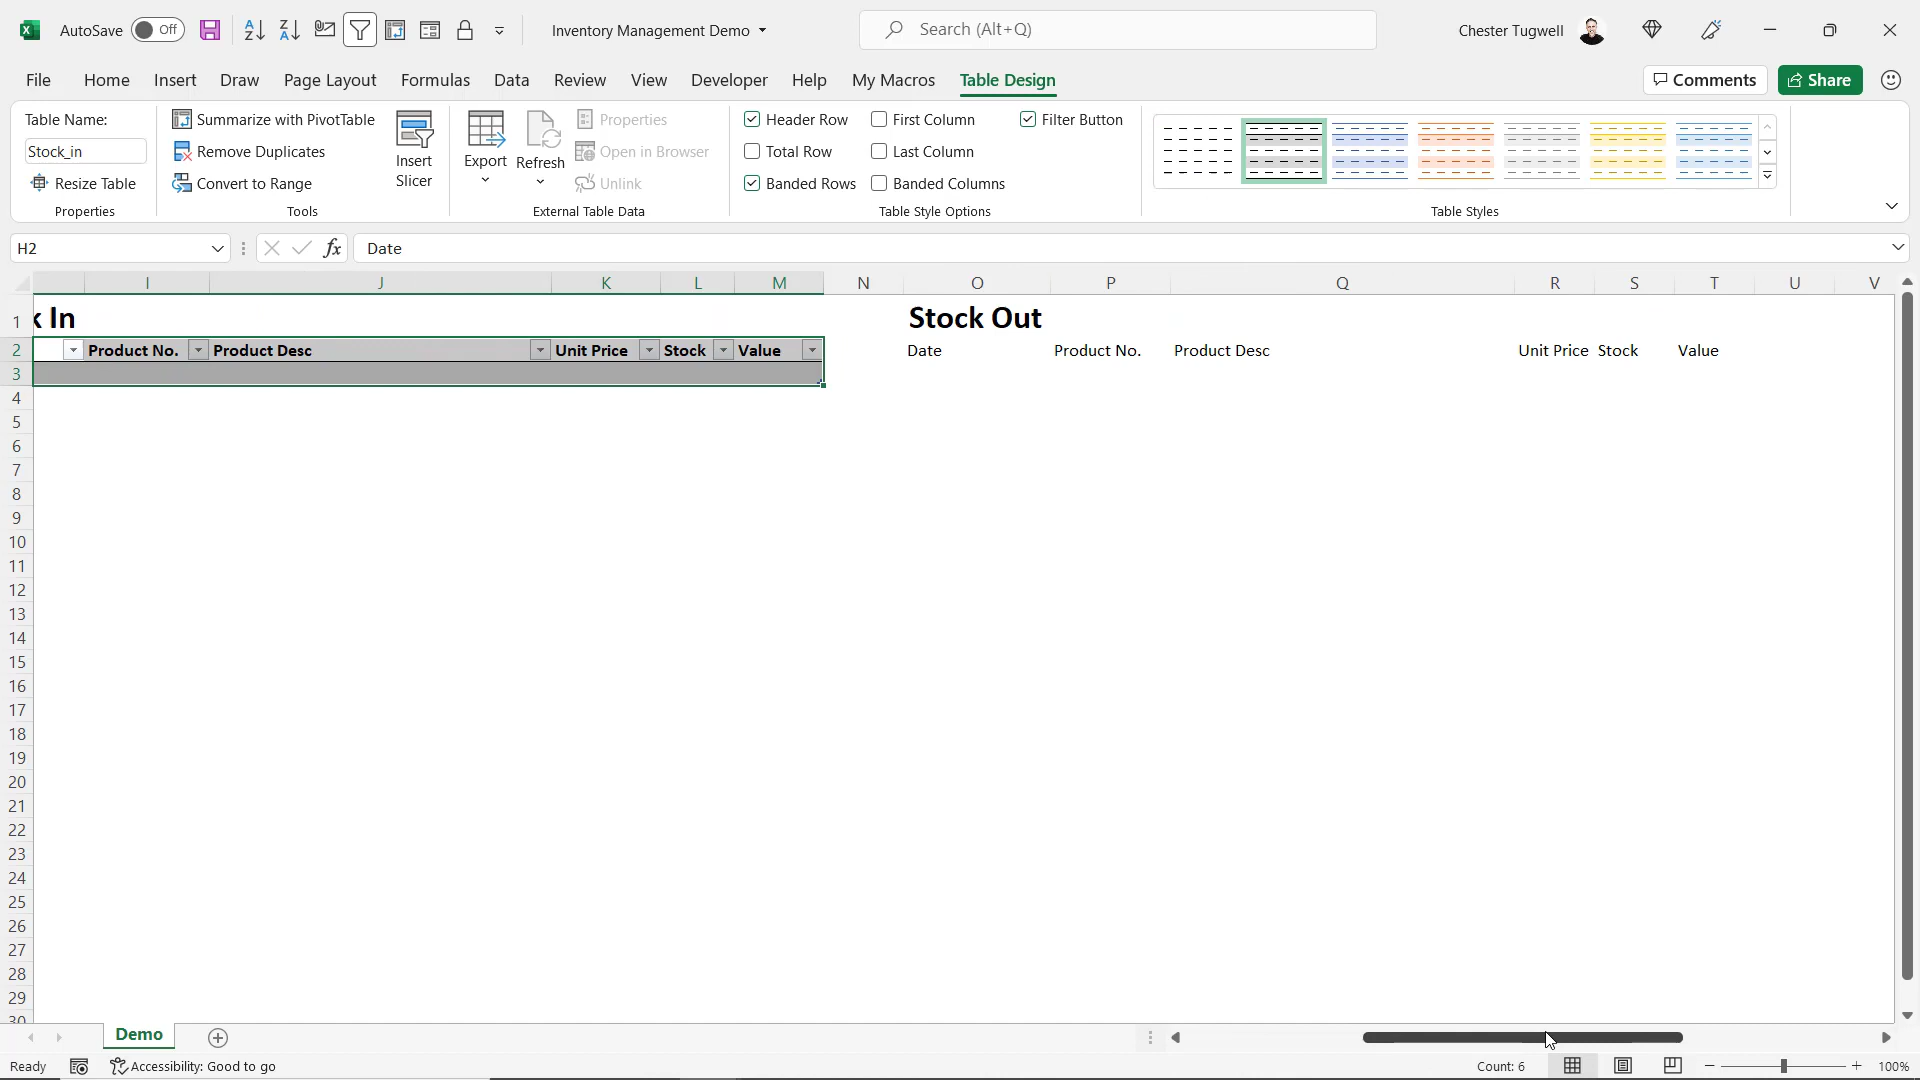 AutoSave Off Inventory Management Demo Search (Alt+Q) Chester Tugwell
File Home Insert Draw Page Layout Formulas Data Review View Developer Help My Macros Table Design Comments Share
Table Name:
Stock_in
Resize Table
Properties
Summarize with PivotTable
Remove Duplicates
Convert to Range
Tools
Insert
Slicer
Export
Refresh
Properties
Open in Browser
Unlink
External Table Data
Header Row First Column Filter Button
Total Row Last Column
Banded Rows Banded Columns
Table Style Options
Table Styles
H2 fx Date
I J K L M N O P Q R S T U V
1 k In Stock Out
2 Product No. Product Desc Unit Price Stock Value Date Product No. Product Desc Unit Price Stock Value
3
4
5
6
7
8
9
10
11
12
13
14
15
16
17
18
19
20
21
22
23
24
25
26
27
28
29
30
Demo
Ready Accessibility: Good to go Count: 6 100%